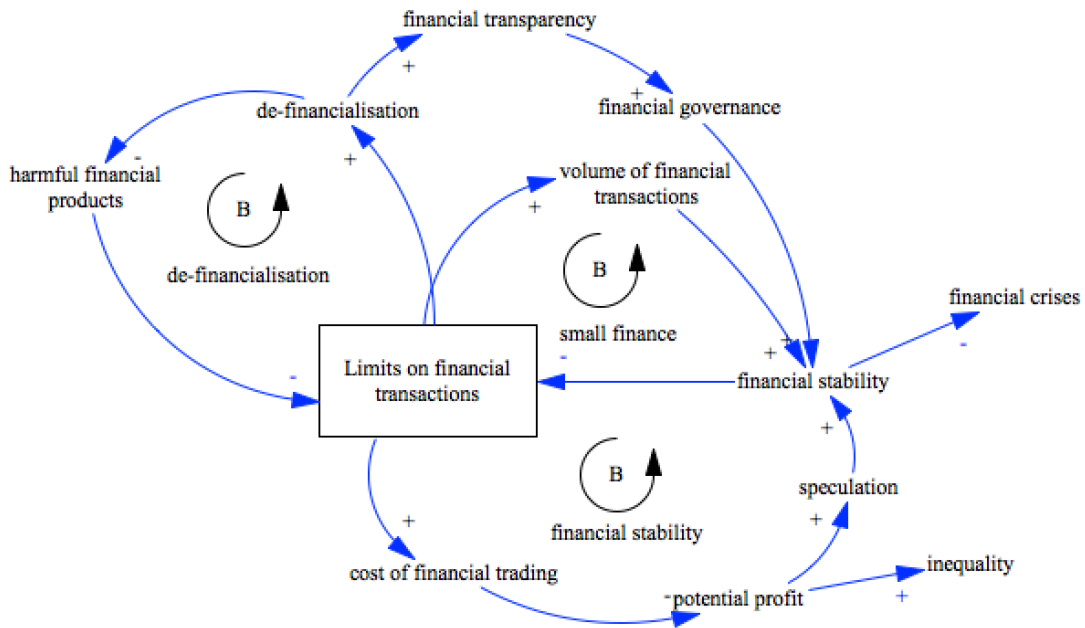 financial transparency
+
+
financial governance
de-financialisation
-
+
harmful financial
products
volume of financial
transactions
+
B
de-financialisation
B
small finance
financial crises
-
+
+
-
financial stability
Limits on financial
transactions
-
-
+
B
financial stability
speculation
+
+
cost of financial trading
inequality
+
-
potential profit